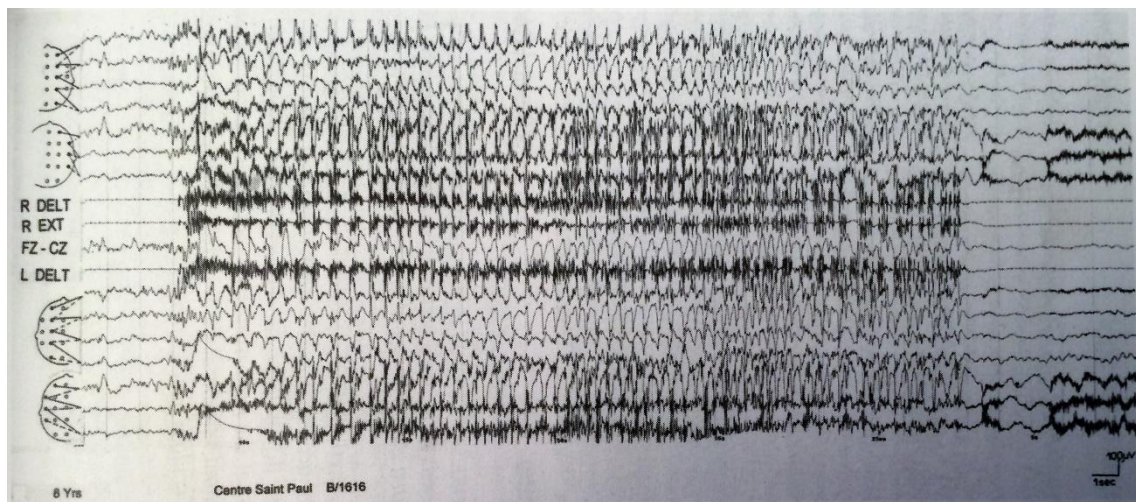 R DELT
R EXT
FZ - CZ
L DELT
100µV
1sec
8 Yrs
Centre Saint Paul B/1616